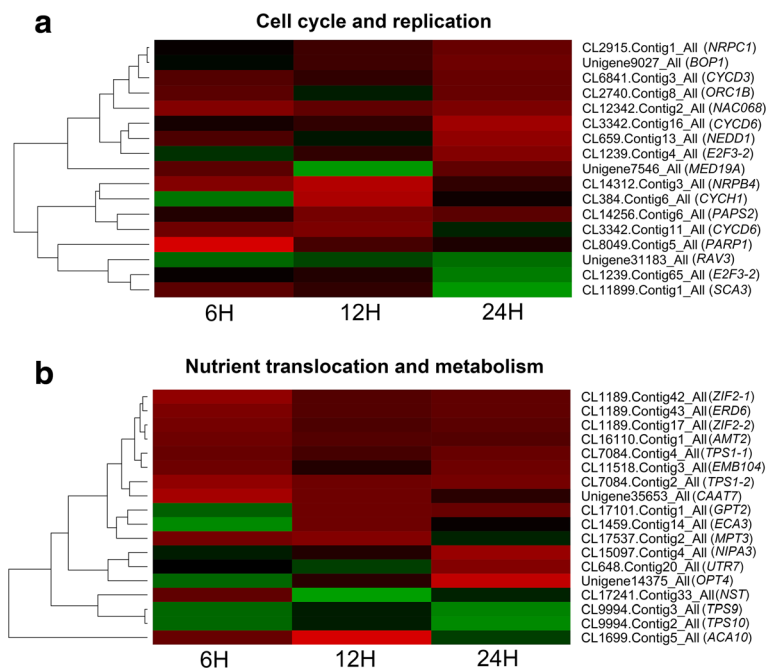 a
Cell cycle and replication
CL2915.Contig1_All (NRPC1)
Unigene9027_All (BOP1)
CL6841.Contig3_All (CYCD3)
CL2740.Contig8_All (ORC1B)
CL12342.Contig2_All (NAC068)
CL3342.Contig16_All (CYCD6)
CL659.Contig13_All (NEDD1)
CL1239.Contig4_All (E2F3-2)
Unigene7546_All (MED19A)
CL14312.Contig3_All (NRPB4)
CL384.Contig6_All (CYCH1)
CL14256.Contig6_All (PAPS2)
CL3342.Contig11_All (CYCD6)
CL8049.Contig5_All (PARP1)
Unigene31183_All (RAV3)
CL1239.Contig65_All (E2F3-2)
CL11899.Contig1_All (SCA3)
6H 12H 24H
b
Nutrient translocation and metabolism
CL1189.Contig42_All (ZIF2-1)
CL1189.Contig43_All (ERD6)
CL1189.Contig17_All (ZIF2-2)
CL16110.Contig1_All (AMT2)
CL7084.Contig4_All (TPS1-1)
CL11518.Contig3_All (EMB104)
CL7084.Contig2_All (TPS1-2)
Unigene35653_All (CAAT7)
CL17101.Contig1_All (GPT2)
CL1459.Contig14_All (ECA3)
CL17537.Contig2_All (MPT3)
CL15097.Contig4_All (NIPA3)
CL648.Contig20_All (UTR7)
Unigene14375_All (OPT4)
CL17241.Contig33_All (NST)
CL9994.Contig3_All (TPS9)
CL9994.Contig2_All (TPS10)
CL1699.Contig5_All (ACA10)
6H 12H 24H